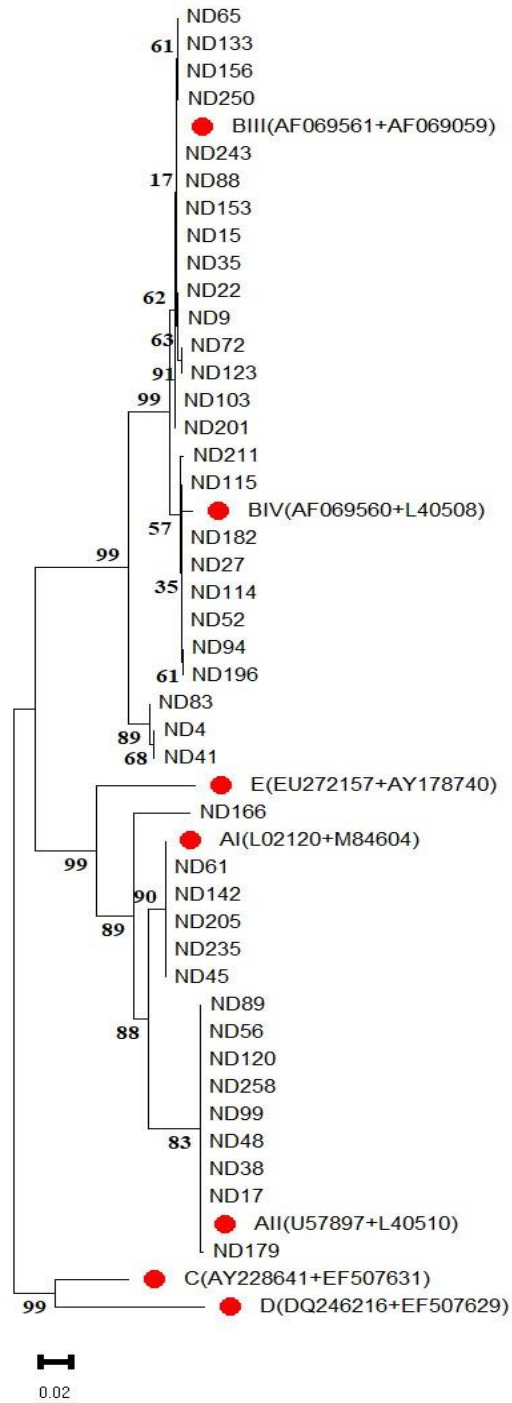 ND65
61
ND133
ND156
ND250
BIII(AF069561+AF069059)
ND243
17
ND88
ND153
ND15
ND35
ND22
62
ND9
63
ND72
91
ND123
99
ND103
ND201
ND211
ND115
BIV(AF069560+L40508)
57
ND182
99
ND27
35
ND114
ND52
ND94
61
ND196
ND83
89
ND4
68
ND41
E(EU272157+AY178740)
ND166
AI(L02120+M84604)
99
ND61
90
ND142
ND205
89
ND235
ND45
ND89
88
ND56
ND120
ND258
ND99
83
ND48
ND38
ND17
AII(U57897+L40510)
ND179
C(AY228641+EF507631)
99
D(DQ246216+EF507629)
0.02